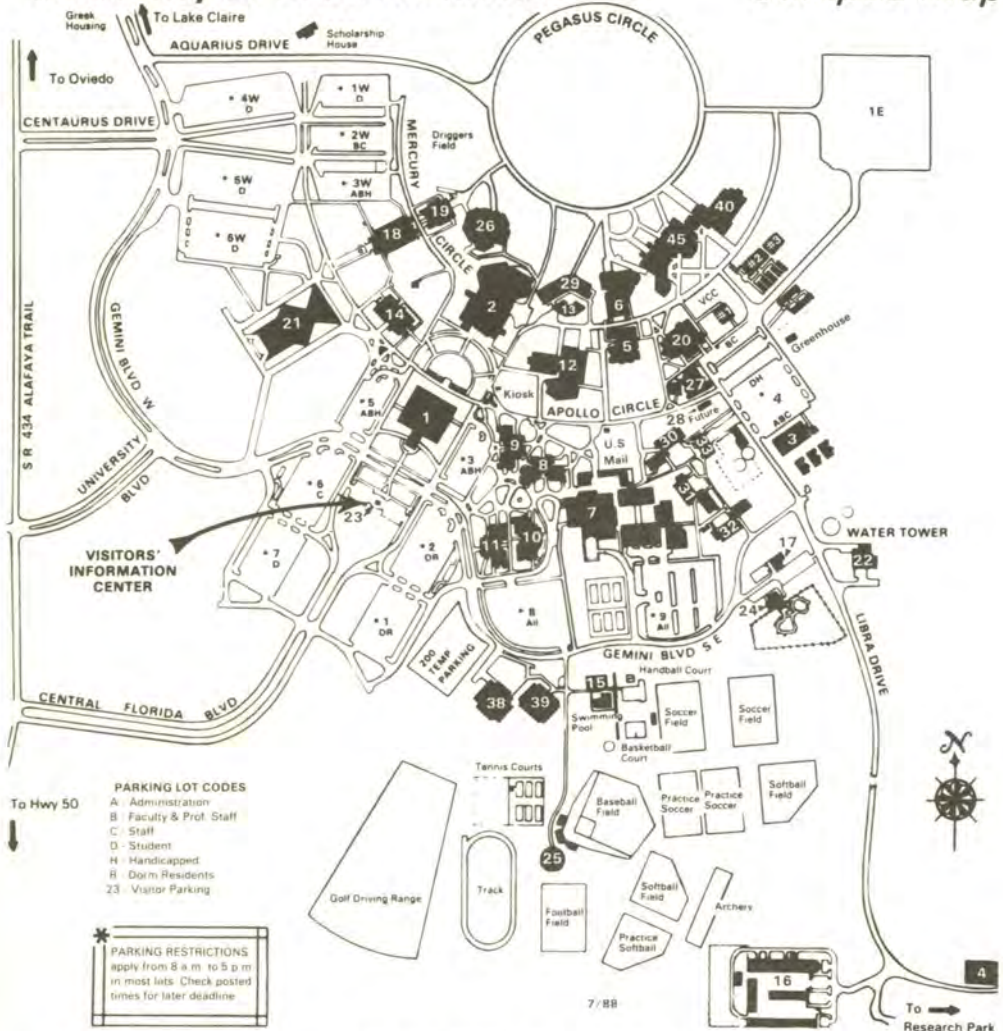 Greek
Housing
To Lake Claire
Scholarship
House
AQUARIUS DRIVE
PEGASUS CIRCLE
To Oviedo
* 4W
D
* 1W
D
1E
CENTAURUS DRIVE
* 2W
BC
MERCURY
CIRCLE
Driggers
Field
* 3W
ABH
D
* 6W
D
19
18
26
40
45
#2
#3
29
13
6
2
14
21
VCC
#1
BC
20
5
12
Greenhouse
S R 434 ALAFAYA TRAIL
GEMINI BLVD W
Kiosk
APOLLO CIRCLE
27
DH
* 4
ABC
* 5
ABH
1
28
Future
U.S
Mail
30
33
3
9
8
* 3
ABH
UNIVERSITY
BLVD
* 6
C
23
31
7
32
WATER TOWER
VISITORS'
INFORMATION
CENTER
* 2
DR
11
10
17
22
* 7
D
24
* 8
All
* 9
All
* 1
DR
GEMINI BLVD S E
200
TEMP
PARKING
LIBRA DRIVE
Handball Court
15
B
38
39
Swimming
Pool
Soccer
Field
Soccer
Field
CENTRAL FLORIDA BLVD
Basketball
Court
N
Tennis Courts
To Hwy 50
PARKING LOT CODES
A - Administration
B - Faculty & Prof. Staff
C - Staff
D - Student
H - Handicapped
R - Dorm Residents
23 - Visitor Parking
Baseball
Field
Practice
Soccer
Practice
Soccer
Softball
Field
25
Golf Driving Range
Track
Football
Field
Softball
Field
Practice
Softball
Archery
*
PARKING RESTRICTIONS
apply from 8 a m to 5 p m
in most lots. Check posted
times for later deadline
16
4
7/88
To
Research Park